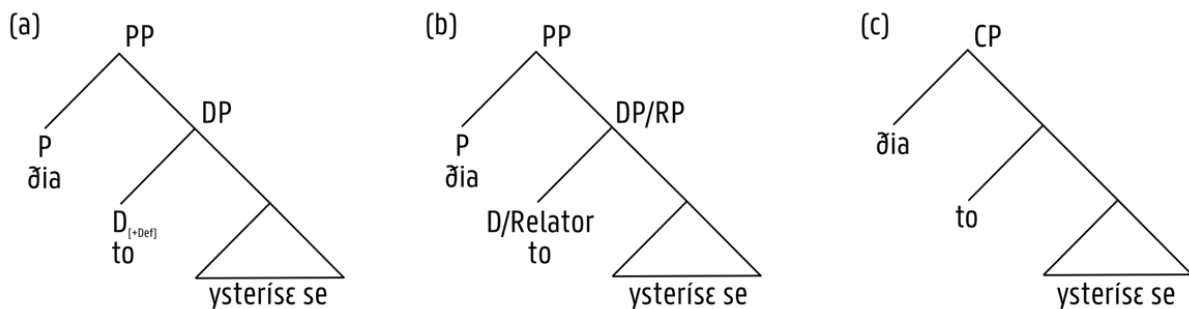 (a)
PP
P
ðia
DP
D[+Def]
to
ysterísɛ se
(b)
PP
P
ðia
DP/RP
D/Relator
to
ysterísɛ se
(c)
CP
ðia
to
ysterísɛ se